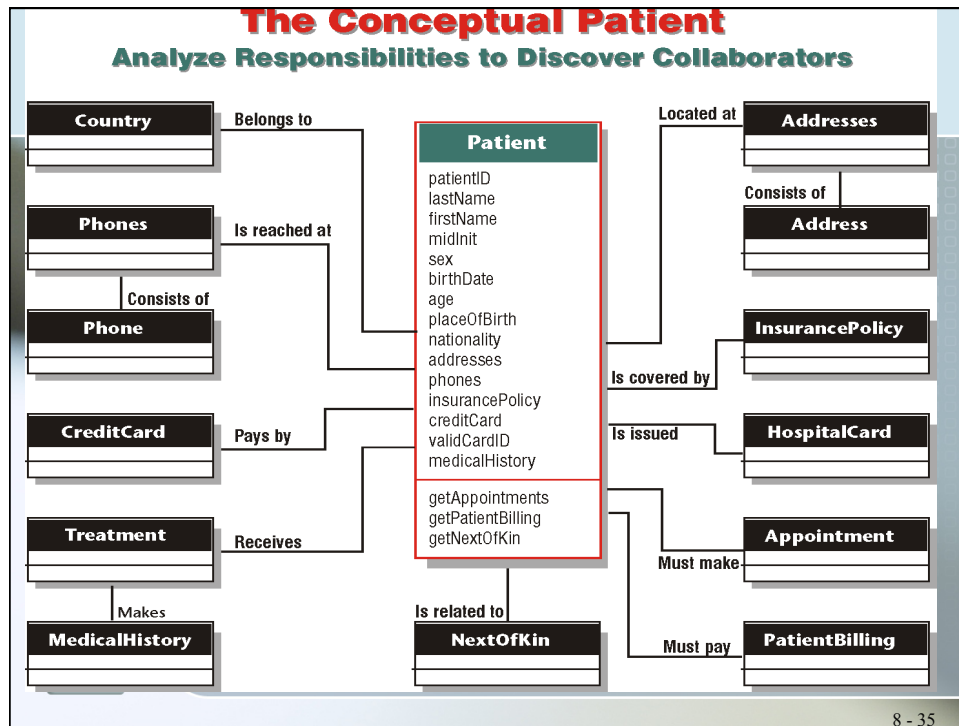 The Conceptual Patient
Analyze Responsibilities to Discover Collaborators
Country
Belongs to
Phones
Is reached at
Consists of
Phone
CreditCard
Pays by
Treatment
Receives
Makes
MedicalHistory
Patient
patientID
lastName
firstName
midInit
sex
birthDate
age
placeOfBirth
nationality
addresses
phones
insurancePolicy
creditCard
validCardID
medicalHistory
getAppointments
getPatientBilling
getNextOfKin
Is related to
NextOfKin
Located at
Addresses
Consists of
Address
InsurancePolicy
Is covered by
Is issued
HospitalCard
Appointment
Must make
Must pay
PatientBilling
8 - 35